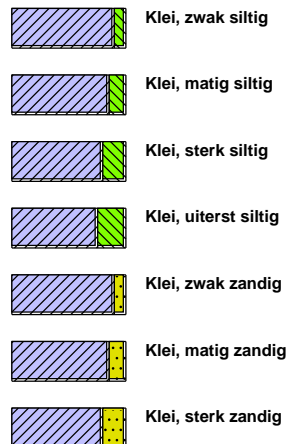 Klei, zwak siltig
Klei, matig siltig
Klei, sterk siltig
Klei, uiterst siltig
Klei, zwak zandig
Klei, matig zandig
Klei, sterk zandig